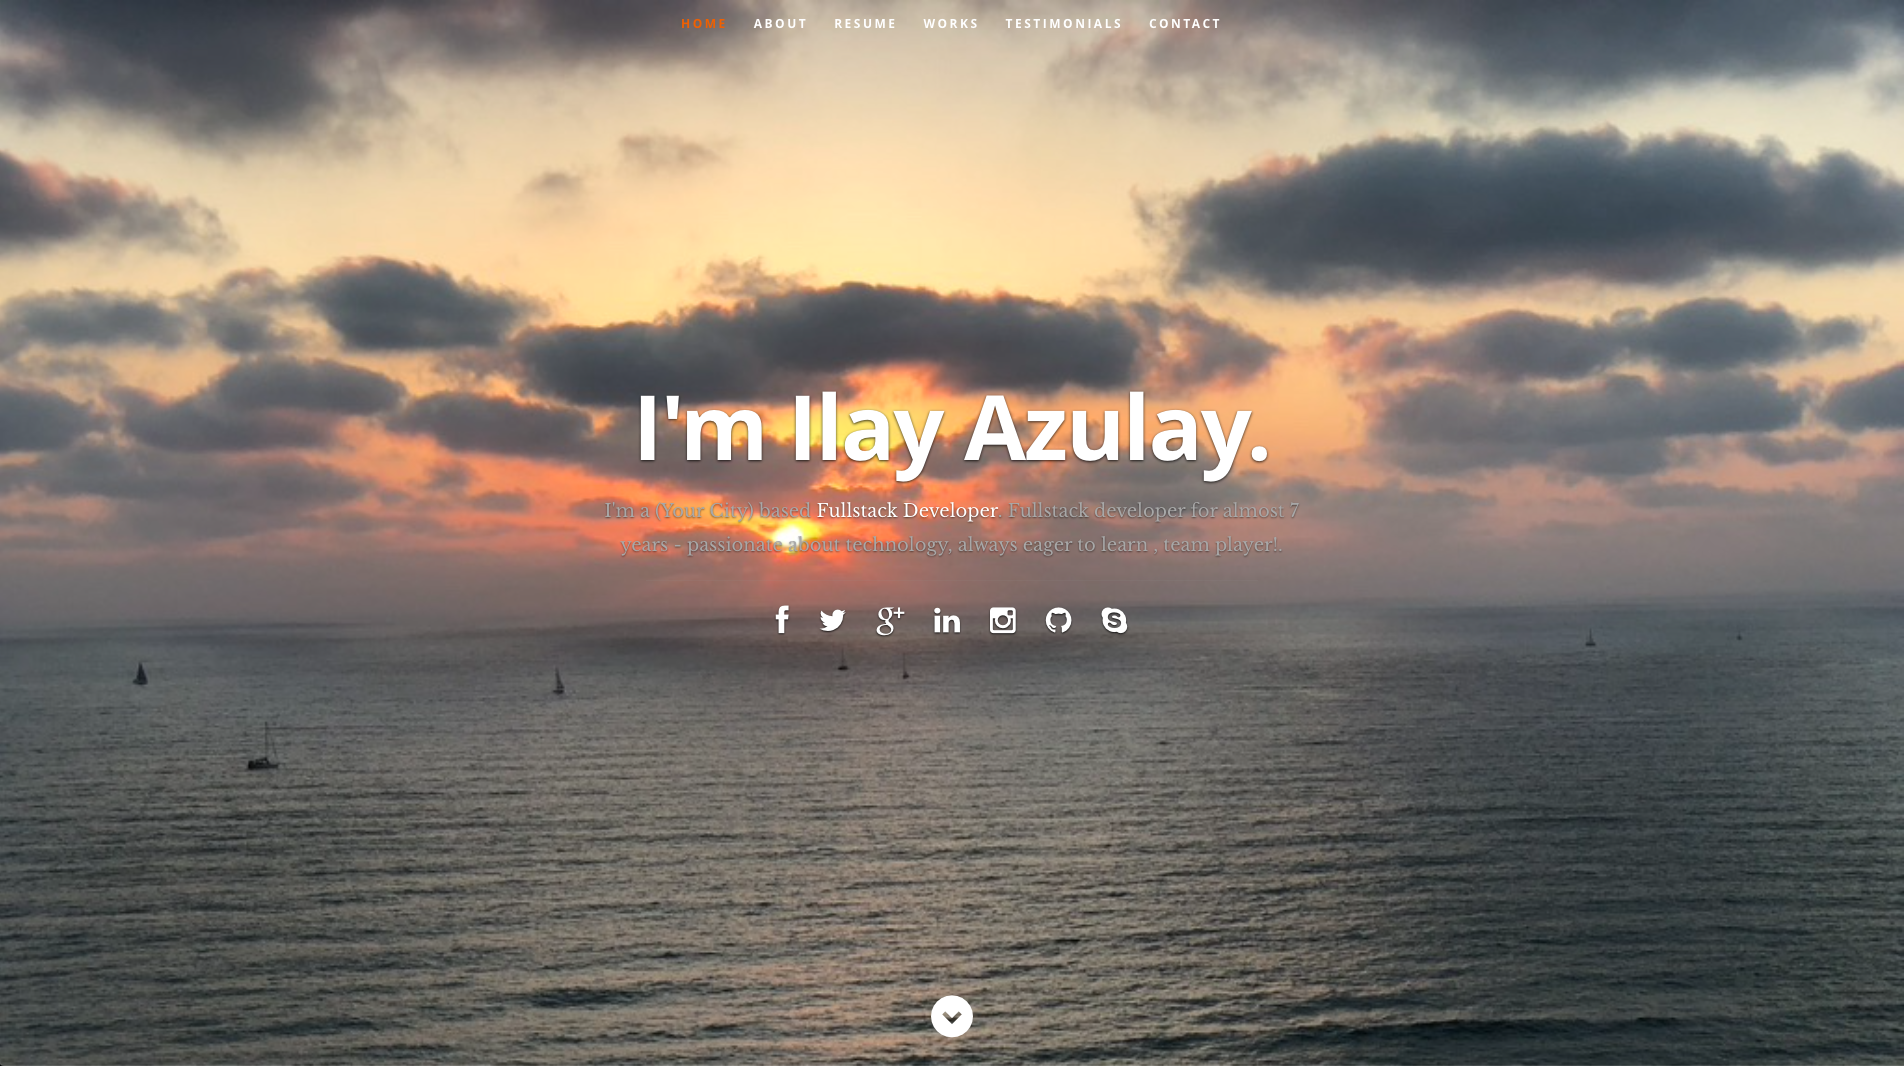 HOME ABOUT RESUME WORKS TESTIMONIALS CONTACT
I'm Ilay Azulay.
I'm a (Your City) based Fullstack Developer. Fullstack developer for almost 7
years - passionate about technology, always eager to learn , team player!.